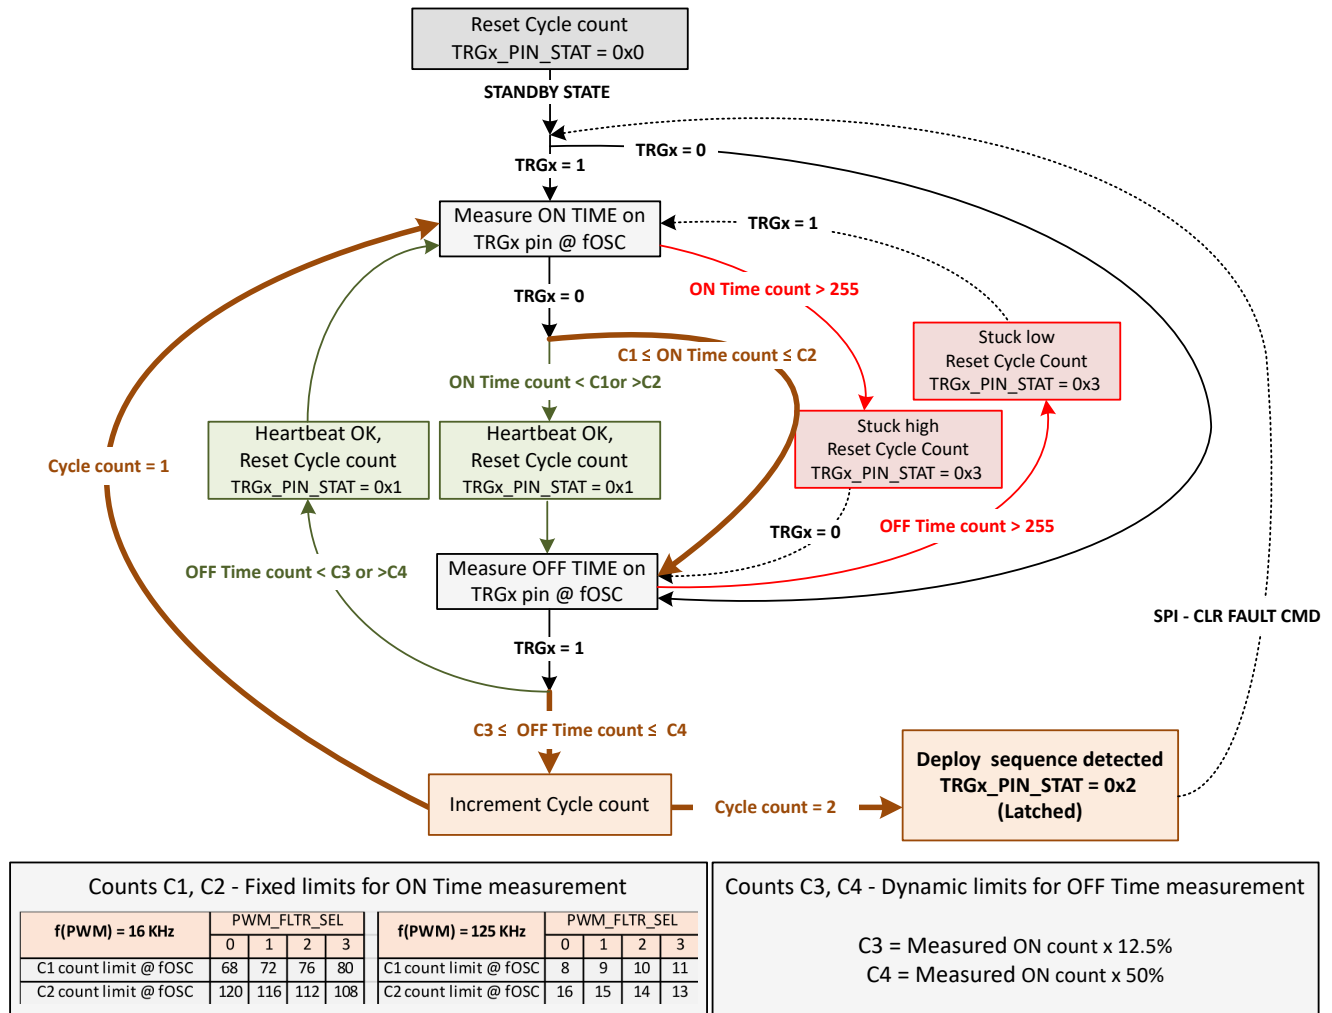 Reset Cycle count
TRGx_PIN_STAT = 0x0
STANDBY STATE
TRGx = 0
TRGx = 1
Measure ON TIME on
TRGx pin @ fOSC
TRGx = 1
TRGx = 0
ON Time count > 255
Stuck low
Reset Cycle Count
TRGx_PIN_STAT = 0x3
C1 ≤ ON Time count ≤ C2
ON Time count < C1or >C2
Heartbeat OK,
Reset Cycle count
TRGx_PIN_STAT = 0x1
Heartbeat OK,
Reset Cycle count
TRGx_PIN_STAT = 0x1
Stuck high
Reset Cycle Count
TRGx_PIN_STAT = 0x3
Cycle count = 1
OFF Time count > 255
TRGx = 0
OFF Time count < C3 or >C4
Measure OFF TIME on
TRGx pin @ fOSC
SPI - CLR FAULT CMD
TRGx = 1
C3 ≤ OFF Time count ≤ C4
Increment Cycle count
Cycle count = 2
Deploy sequence detected
TRGx_PIN_STAT = 0x2
(Latched)
Counts C1, C2 - Fixed limits for ON Time measurement
f(PWM) = 16 KHz PWM_FLTR_SEL
0 1 2 3
C1 count limit @ fOSC 68 72 76 80
C2 count limit @ fOSC 120 116 112 108
f(PWM) = 125 KHz PWM_FLTR_SEL
0 1 2 3
C1 count limit @ fOSC 8 9 10 11
C2 count limit @ fOSC 16 15 14 13
Counts C3, C4 - Dynamic limits for OFF Time measurement
C3 = Measured ON count x 12.5%
C4 = Measured ON count x 50%